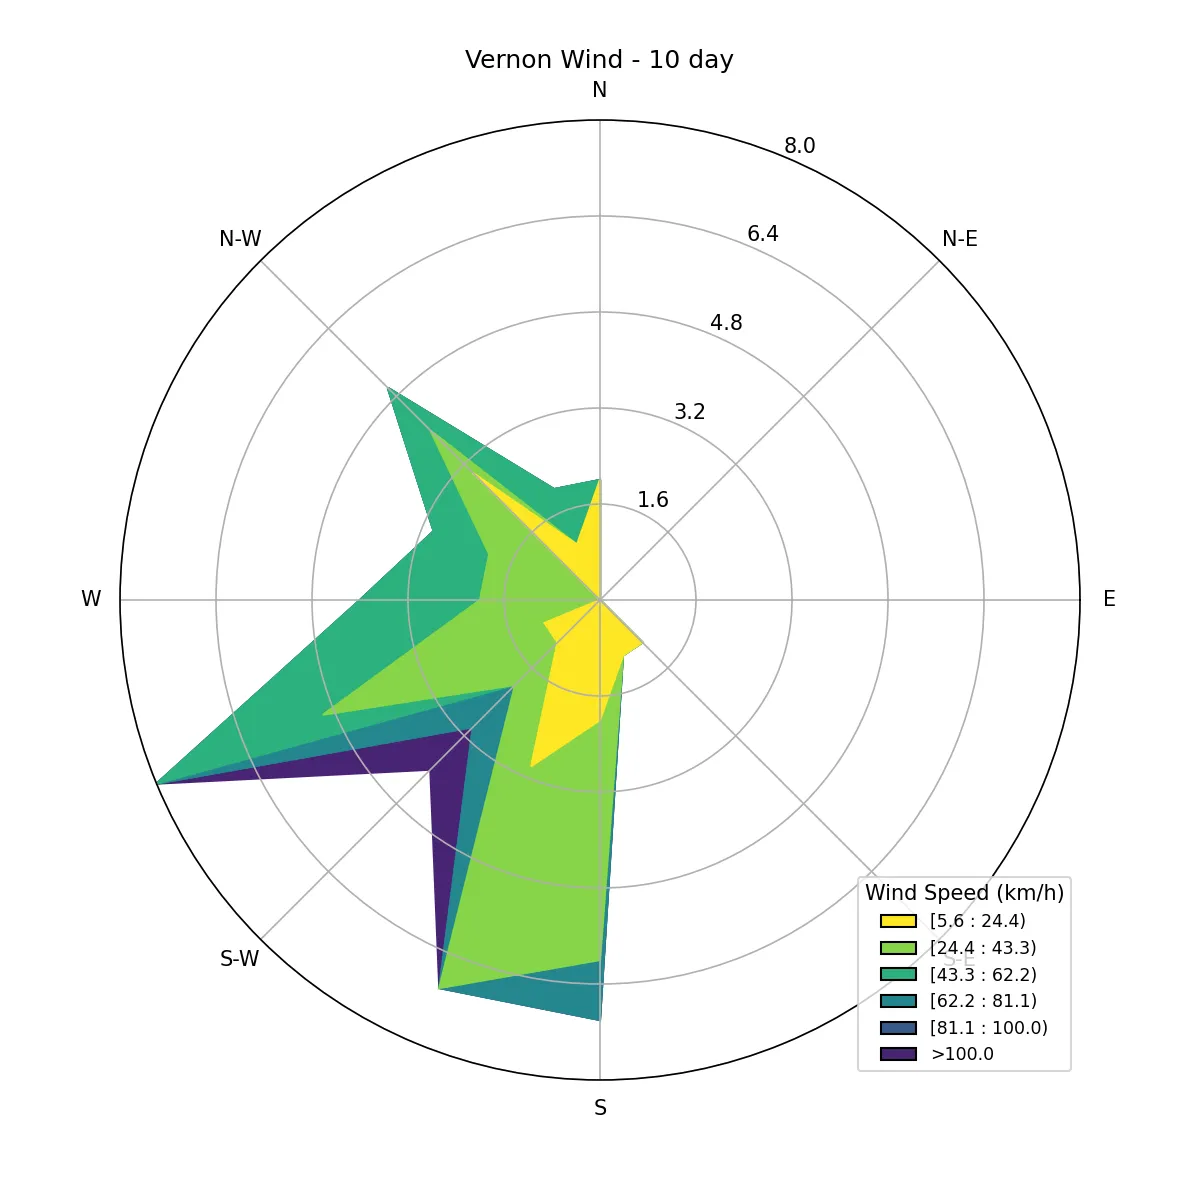 Vernon Wind - 10 day
N
8.0
N-W
6.4
N-E
4.8
3.2
1.6
W
E
S-W
S-E
S
Wind Speed (km/h)
[5.6 : 24.4)
[24.4 : 43.3)
[43.3 : 62.2)
[62.2 : 81.1)
[81.1 : 100.0)
>100.0